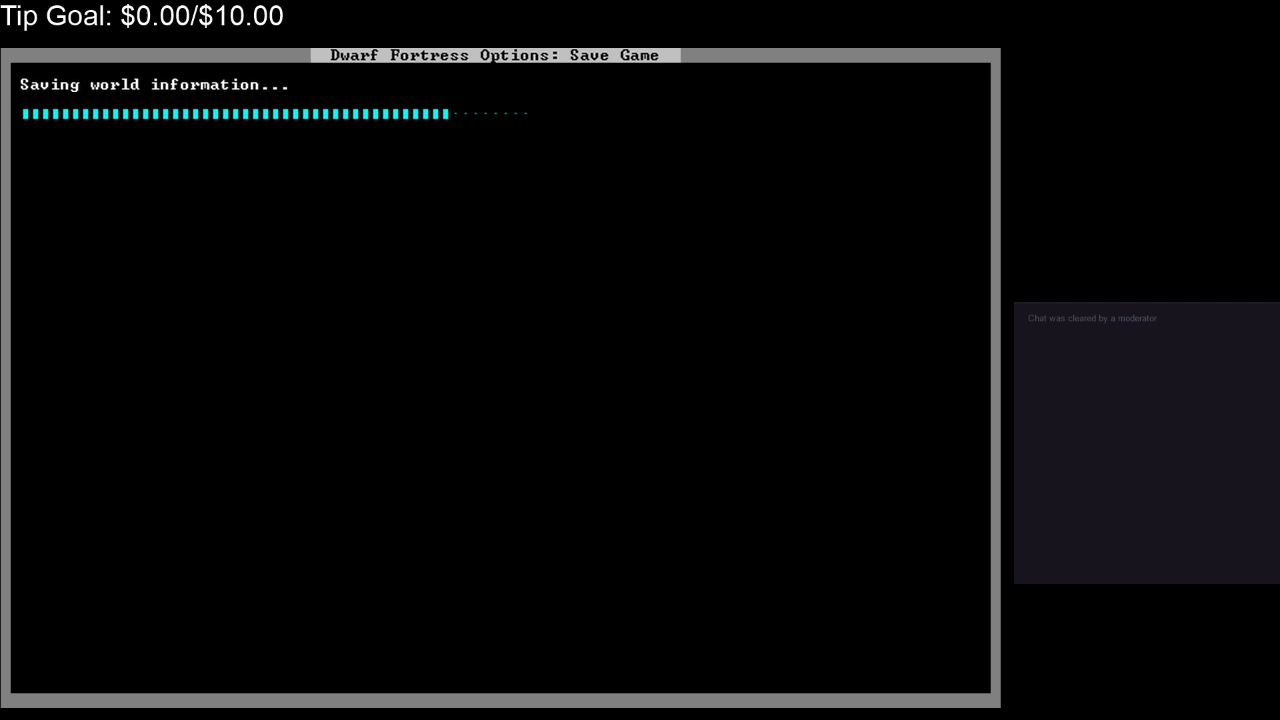 Tip Goal: $0.00/$10.00
Dwarf Fortress Options: Save Game
Saving world information...
Chat was cleared by a moderator